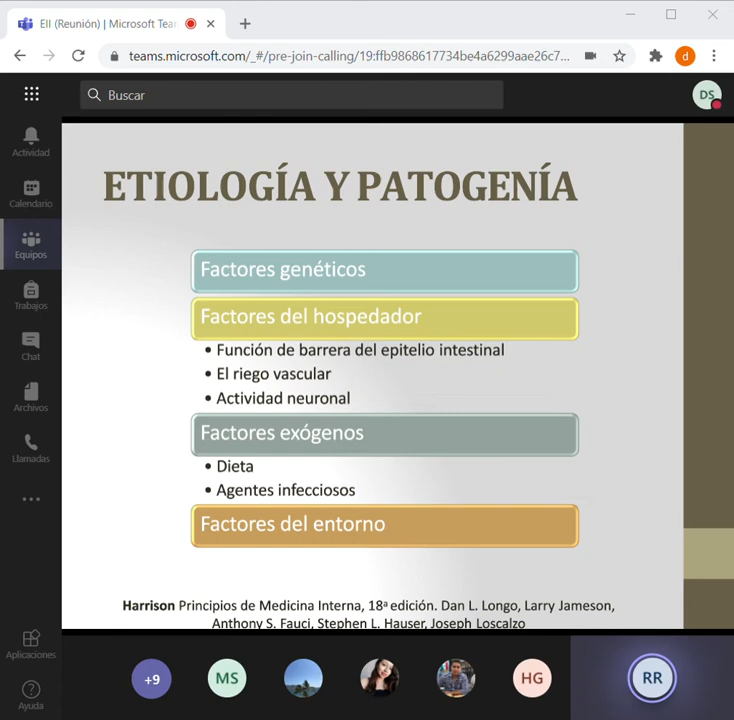 EII (Reunión) | Microsoft Tea
teams.microsoft.com/_#/pre-join-calling/19:ffb9868617734be4a6299aae26c7...
d
Buscar
DS
Actividad
Calendario
Equipos
Trabajos
Chat
Archivos
Llamadas
Aplicaciones
Ayuda
ETIOLOGÍA Y PATOGENÍA
Factores genéticos
Factores del hospedador
• Función de barrera del epitelio intestinal
• El riego vascular
• Actividad neuronal
Factores exógenos
• Dieta
• Agentes infecciosos
Factores del entorno
Harrison Principios de Medicina Interna, 18ª edición. Dan L. Longo, Larry Jameson,
Anthony S. Fauci, Stephen L. Hauser, Joseph Loscalzo
+9
MS
HG
RR